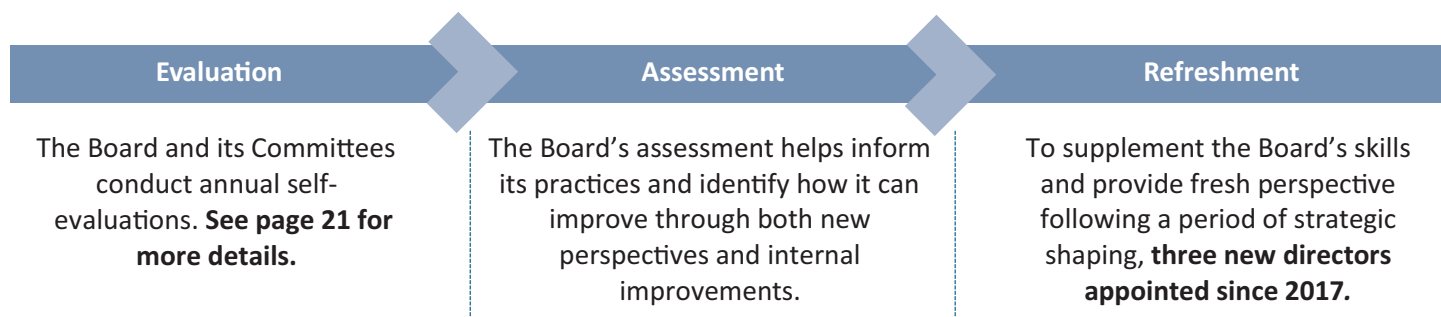 Evaluation
The Board and its Committees
conduct annual self-
evaluations. See page 21 for
more details.
Assessment
The Board’s assessment helps inform
its practices and identify how it can
improve through both new
perspectives and internal
improvements.
Refreshment
To supplement the Board’s skills
and provide fresh perspective
following a period of strategic
shaping, three new directors
appointed since 2017.